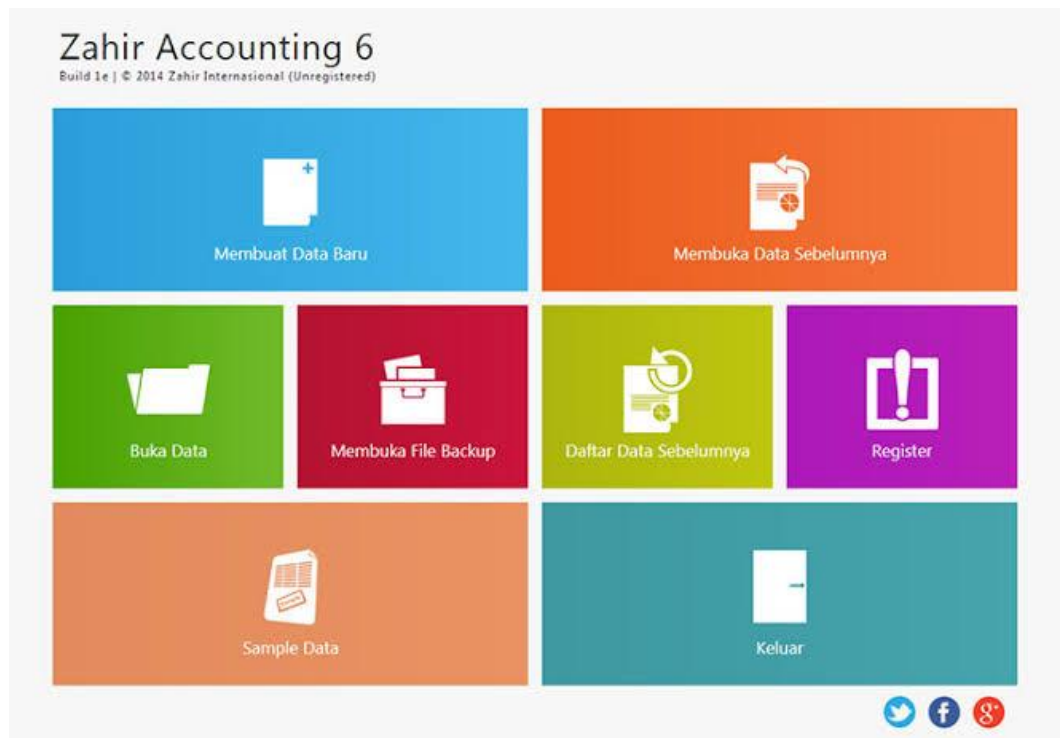 Zahir Accounting 6
Build 1e | © 2014 Zahir Internasional (Unregistered)
Membuat Data Baru
Membuka Data Sebelumnya
Buka Data
Membuka File Backup
Daftar Data Sebelumnya
Register
Sample
Sample Data
Keluar